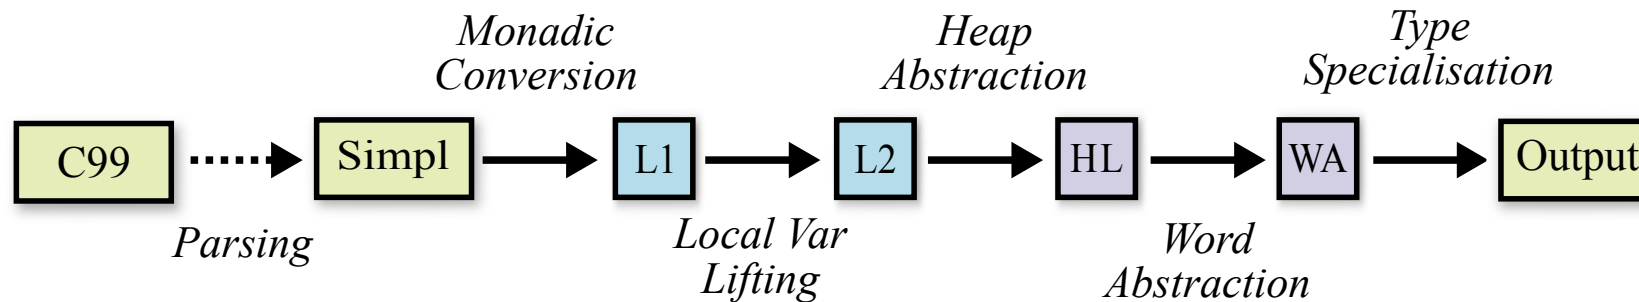 Monadic
Conversion
Heap
Abstraction
Type
Specialisation
C99
Simpl
L1
L2
HL
WA
Output
Parsing
Local Var
Lifting
Word
Abstraction